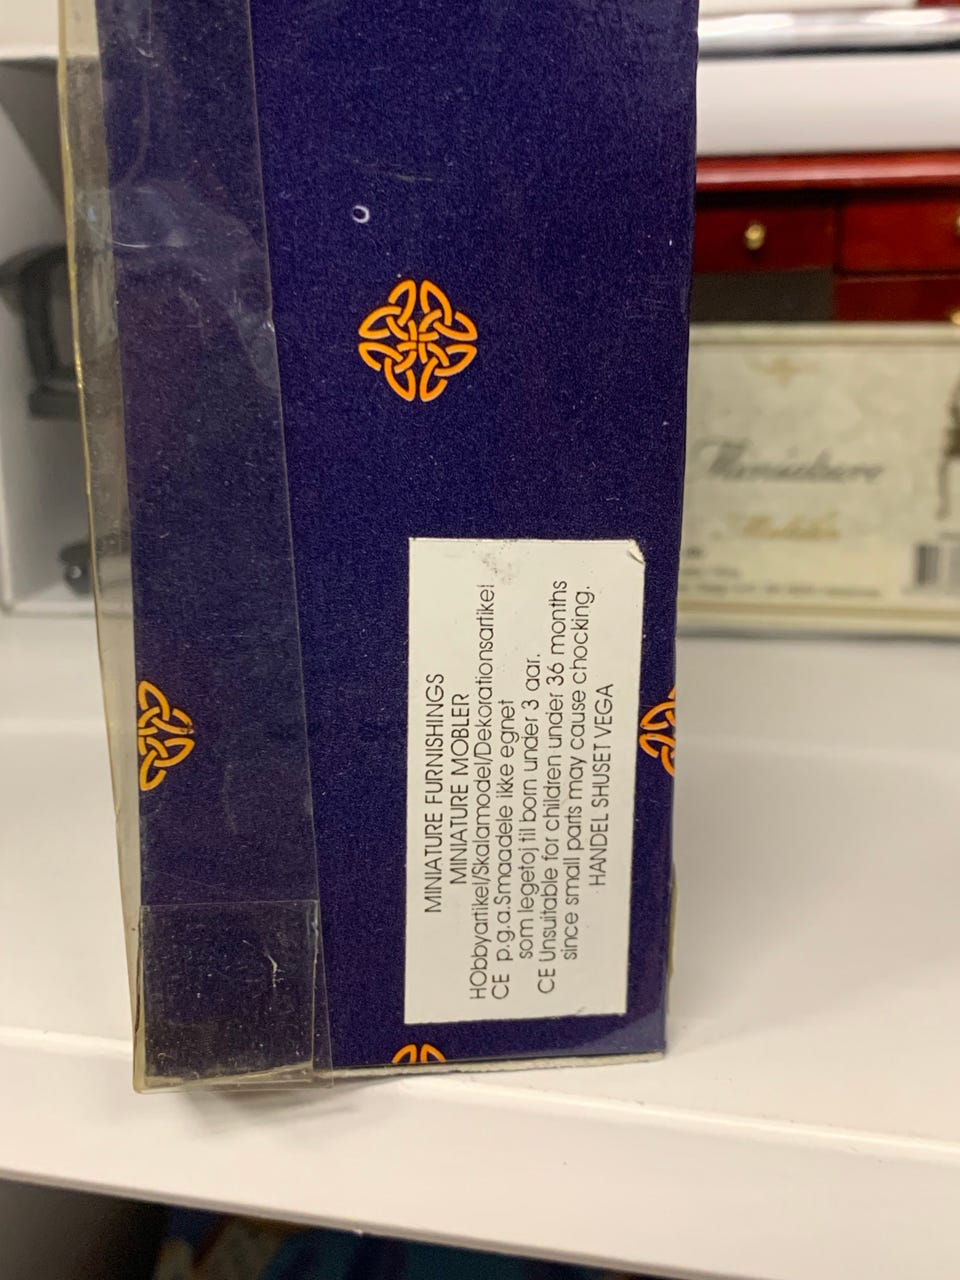 MINIATURE FURNISHINGS
MINIATURE MOBLER
HObbyartikel/Skalamodel/Dekorationsartikel
CE p.g.a.Smaadele ikke egnet
som legetoj til born under 3 aar.
CE Unsuitable for children under 36 months
since small parts may cause chocking.
HANDEL SHUSET VEGA
Miniature